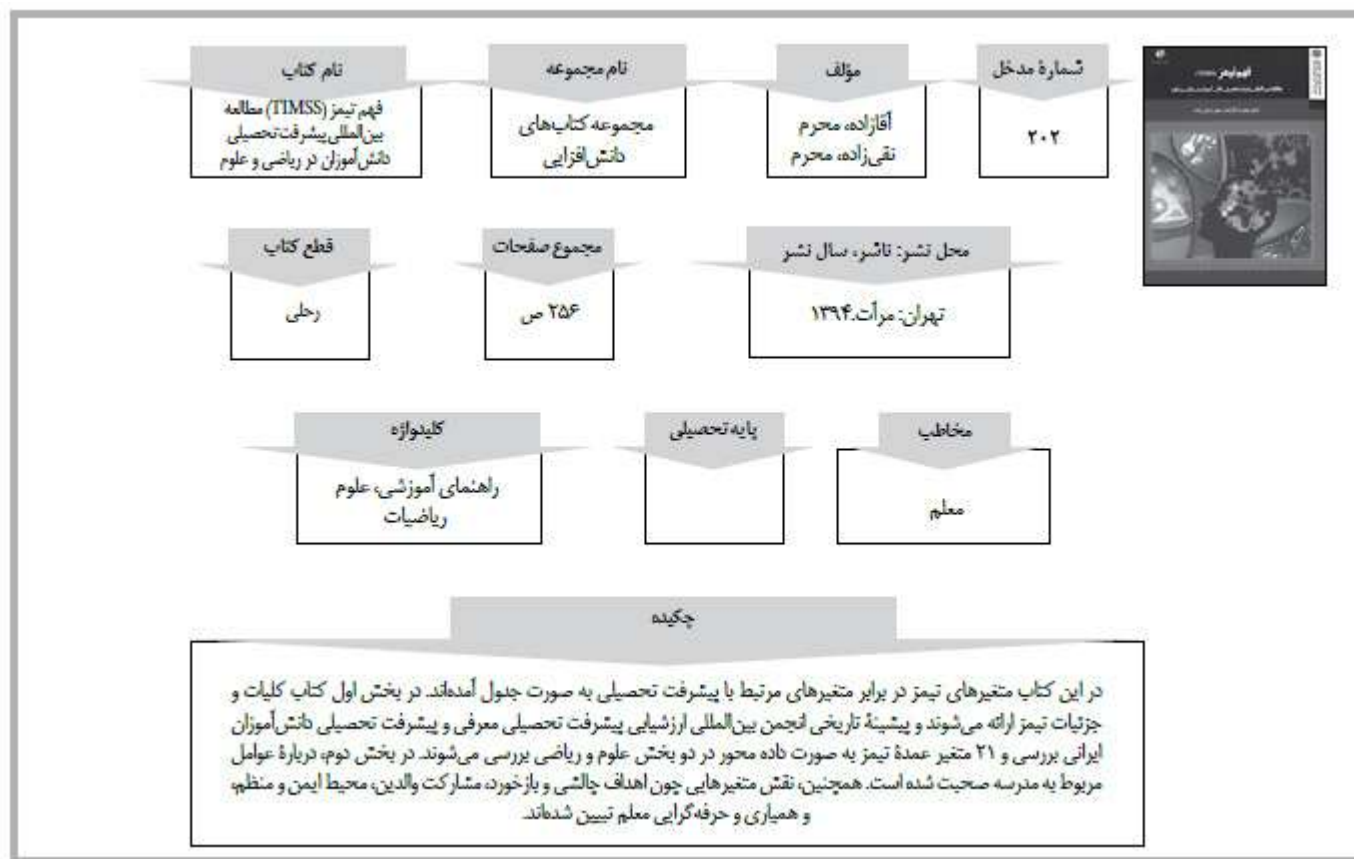 شمارهٔ مدخل
۲۰۲
مؤلف
آقازاده، محرم
نقی‌زاده، محرم
نام مجموعه
مجموعه کتاب‌های
دانش‌افزایی
نام کتاب
فهم تیمز (TIMSS) مطالعه
بین‌المللی پیشرفت تحصیلی
دانش‌آموزان در ریاضی و علوم
محل نشر: ناشر، سال نشر
تهران: مرآت.۱۳۹۴
مجموع صفحات
۲۵۶ ص
قطع کتاب
رحلی
مخاطب
معلم
پایه تحصیلی
کلیدواژه
راهنمای آموزشی، علوم
ریاضیات
چکیده
در این کتاب متغیرهای تیمز در برابر متغیرهای مرتبط با پیشرفت تحصیلی به صورت جدول آمده‌اند. در بخش اول کتاب کلیات و
جزئیات تیمز ارائه می‌شوند و پیشینهٔ تاریخی انجمن بین‌المللی ارزشیابی پیشرفت تحصیلی معرفی و پیشرفت تحصیلی دانش‌آموزان
ایرانی بررسی و ۲۱ متغیر عمدهٔ تیمز به صورت داده محور در دو بخش علوم و ریاضی بررسی می‌شوند. در بخش دوم، دربارهٔ عوامل
مربوط به مدرسه صحبت شده است. همچنین، نقش متغیرهایی چون اهداف چالشی و بازخورد، مشارکت والدین، محیط ایمن و منظم،
و همیاری و حرفه‌گرایی معلم تبیین شده‌اند.